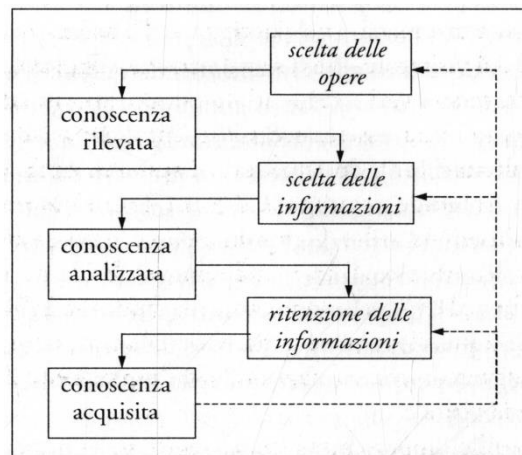 scelta delle
opere
conoscenza
rilevata
scelta delle
informazioni
conoscenza
analizzata
ritenzione delle
informazioni
conoscenza
acquisita